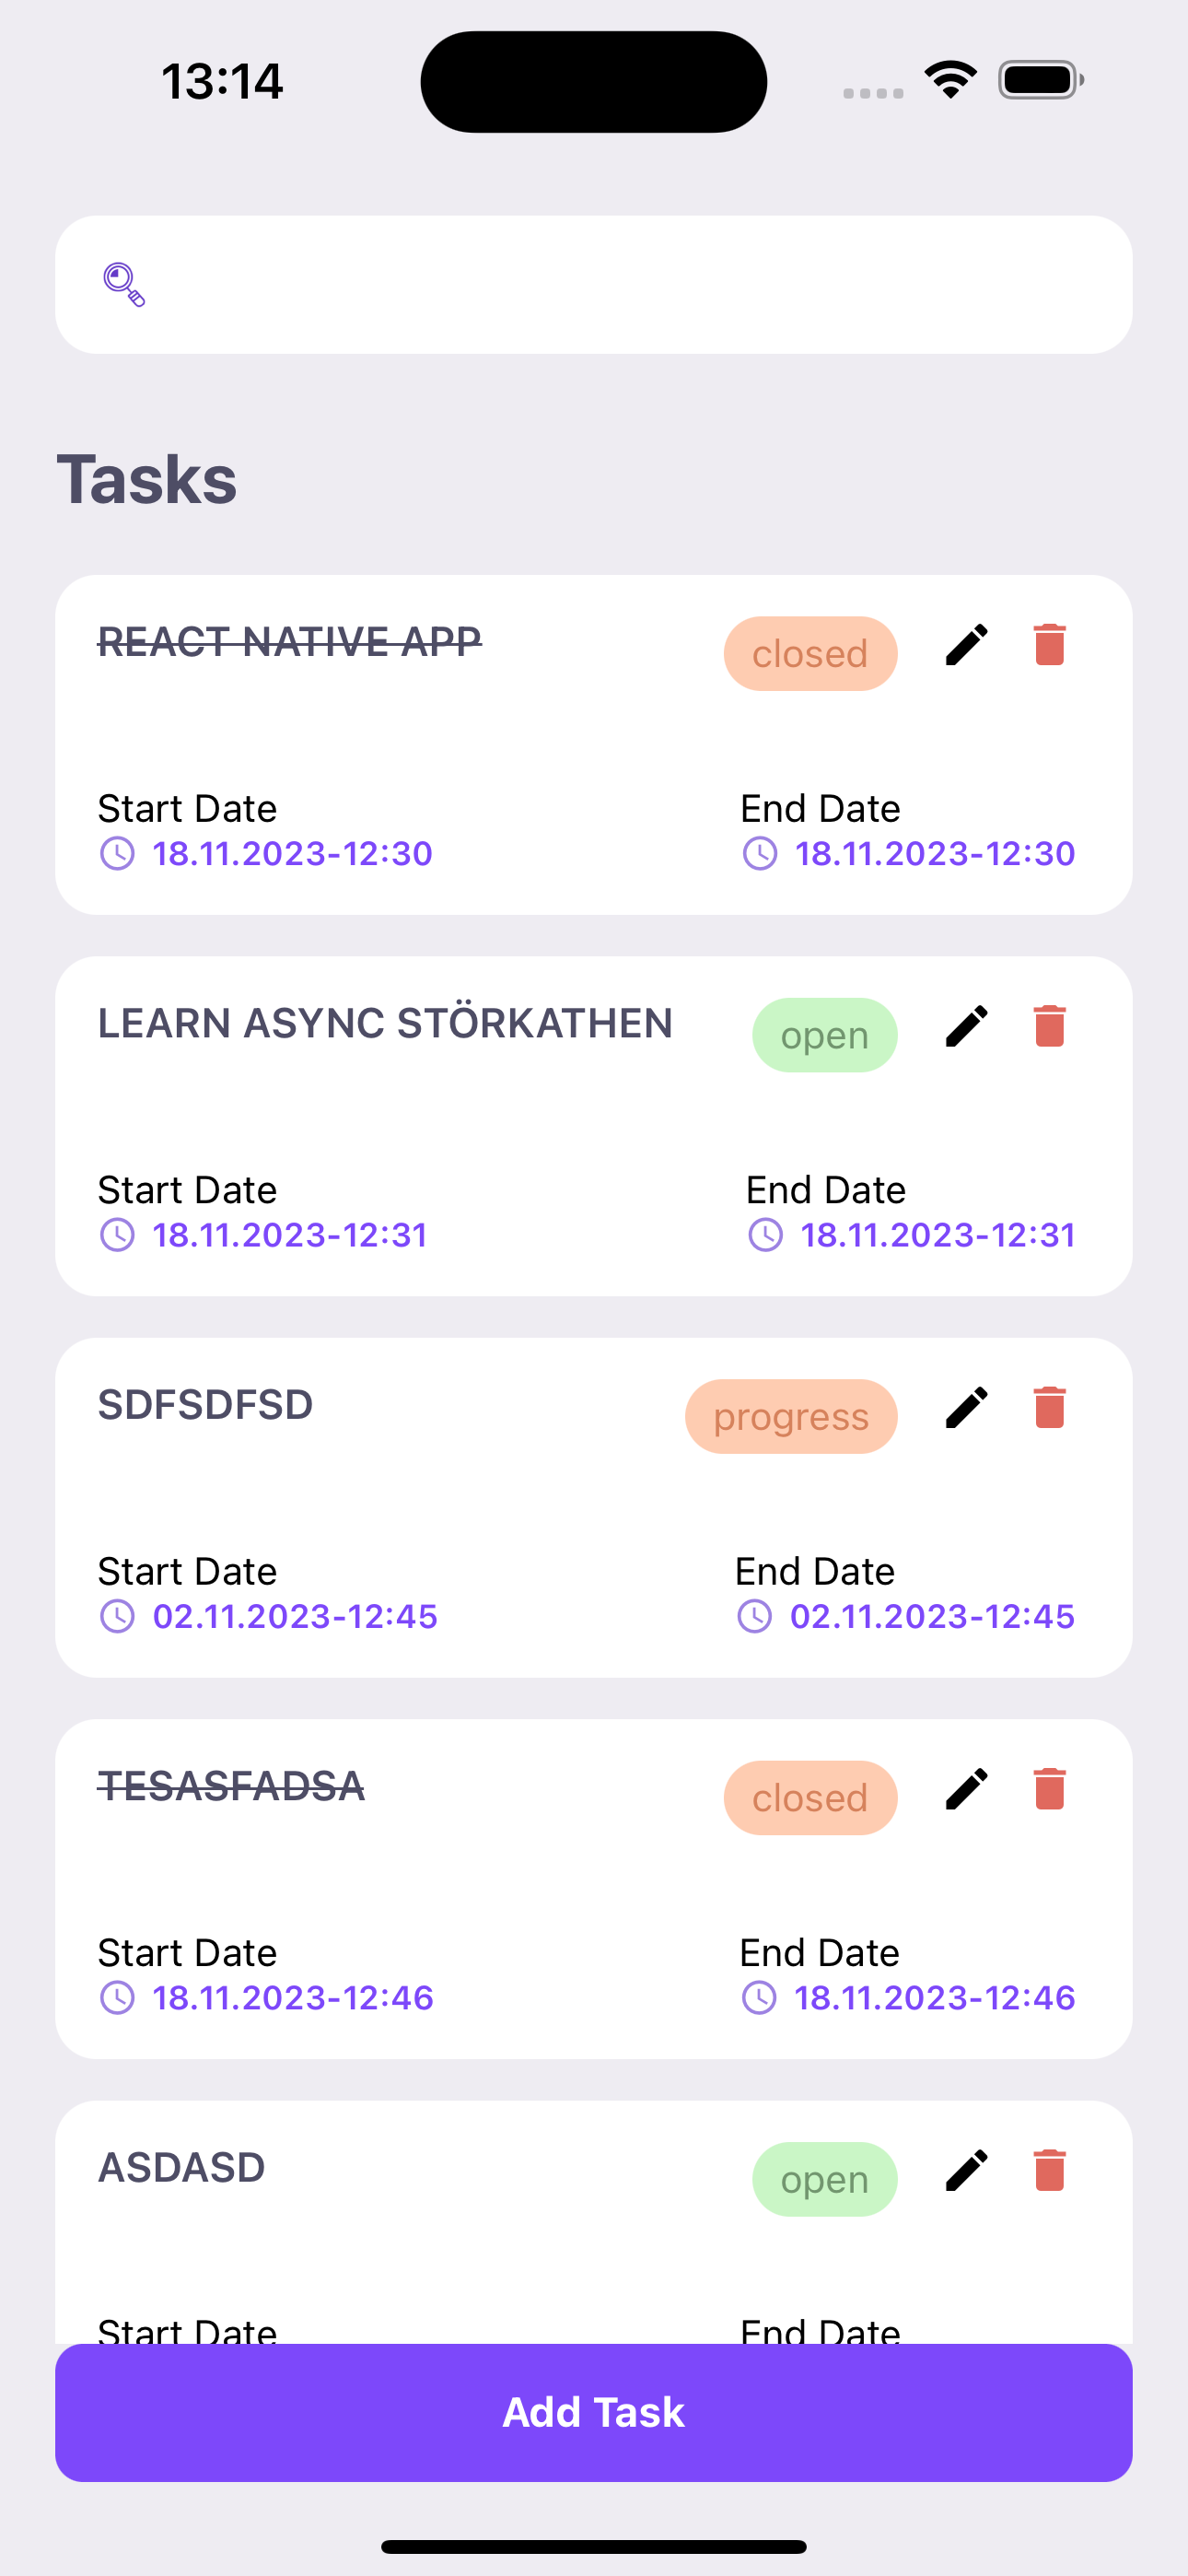 13:14
Tasks
REACT NATIVE APP closed
Start Date End Date
18.11.2023-12:30 18.11.2023-12:30
LEARN ASYNC STÖRKATHEN open
Start Date End Date
18.11.2023-12:31 18.11.2023-12:31
SDFSDFSD progress
Start Date End Date
02.11.2023-12:45 02.11.2023-12:45
TESASFADSA closed
Start Date End Date
18.11.2023-12:46 18.11.2023-12:46
ASDASD open
Start Date End Date
Add Task